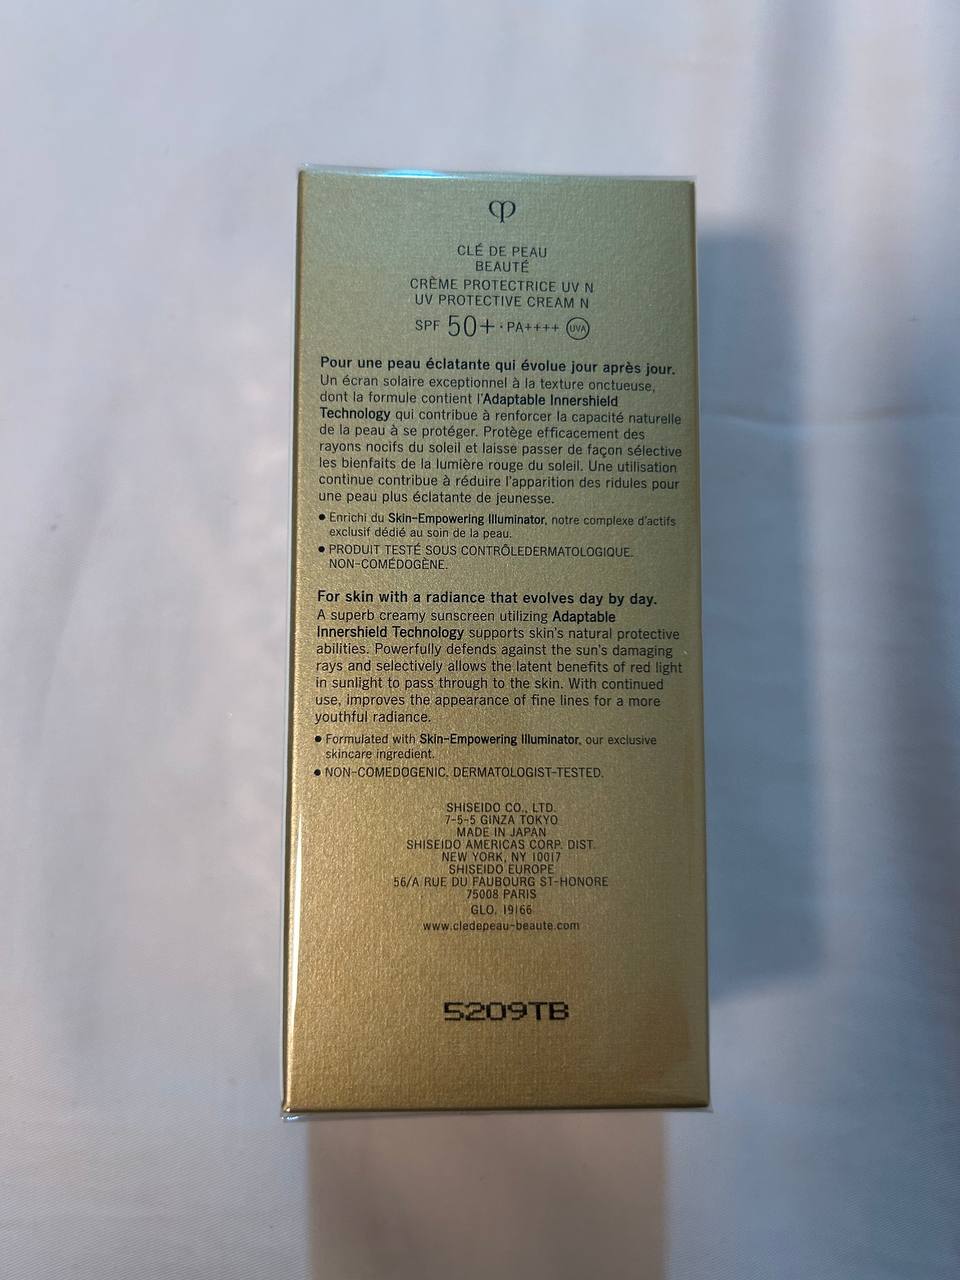 CLÉ DE PEAU
BEAUTÉ
CRÈME PROTECTRICE UV N
UV PROTECTIVE CREAM N
SPF 50+・PA++++ UVA
Pour une peau éclatante qui évolue jour après jour.
Un écran solaire exceptionnel à la texture onctueuse,
dont la formule contient l'Adaptable Innershield
Technology qui contribue à renforcer la capacité naturelle
de la peau à se protéger. Protège efficacement des
rayons nocifs du soleil et laisse passer de façon sélective
les bienfaits de la lumière rouge du soleil. Une utilisation
continue contribue à réduire l'apparition des ridules pour
une peau plus éclatante de jeunesse.
● Enrichi du Skin-Empowering Illuminator, notre complexe d'actifs
exclusif dédié au soin de la peau.
● PRODUIT TESTÉ SOUS CONTRÔLEDERMATOLOGIQUE.
NON-COMÉDOGÈNE.
For skin with a radiance that evolves day by day.
A superb creamy sunscreen utilizing Adaptable
Innershield Technology supports skin's natural protective
abilities. Powerfully defends against the sun's damaging
rays and selectively allows the latent benefits of red light
in sunlight to pass through to the skin. With continued
use, improves the appearance of fine lines for a more
youthful radiance.
● Formulated with Skin-Empowering Illuminator, our exclusive
skincare ingredient.
● NON-COMEDOGENIC, DERMATOLOGIST-TESTED.
SHISEIDO CO., LTD.
7-5-5 GINZA TOKYO
MADE IN JAPAN
SHISEIDO AMERICAS CORP. DIST.
NEW YORK, NY 10017
SHISEIDO EUROPE
56/A RUE DU FAUBOURG ST-HONORE
75008 PARIS
GLO. 19166
www.cledepeau-beaute.com
5209TB